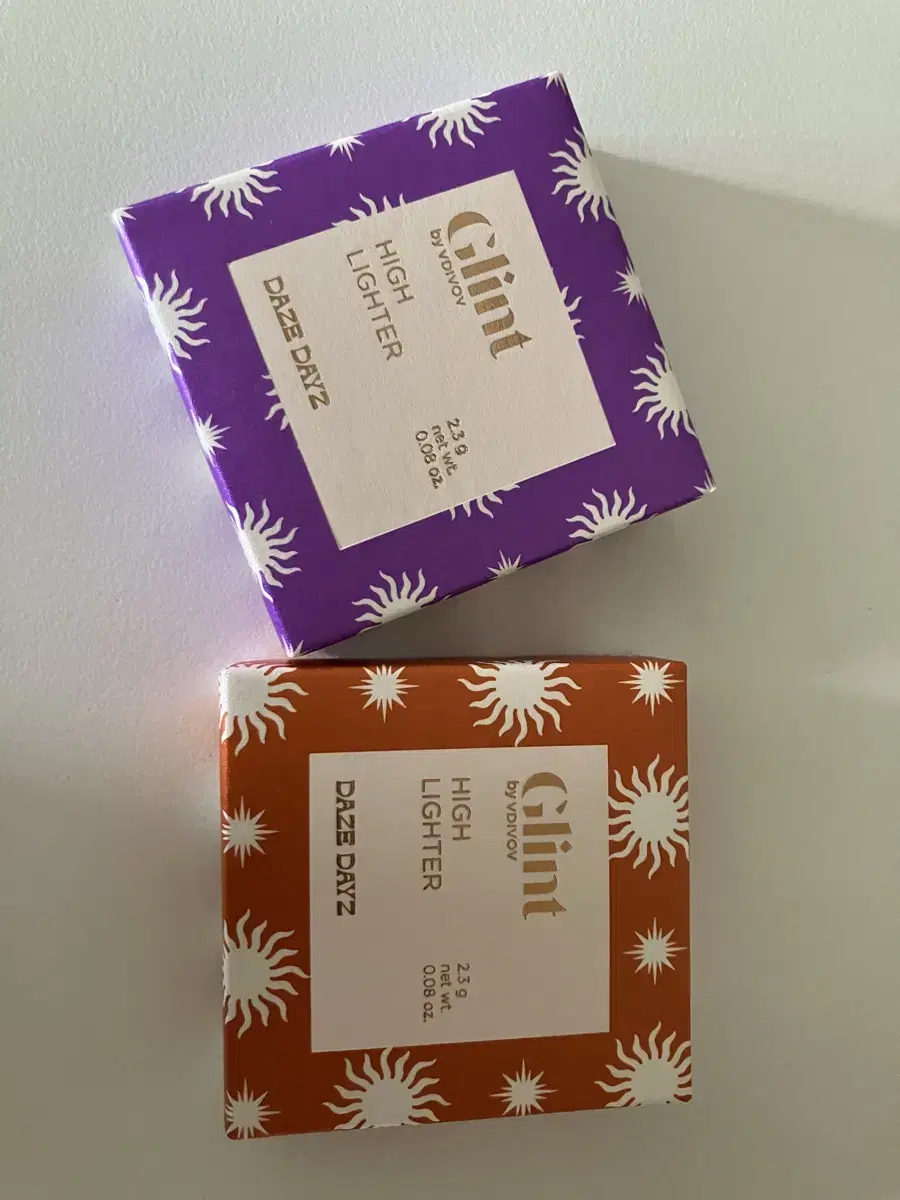 Glint
by VDIVOV
HIGH
LIGHTER
DAZE DAYZ
2.3 g
net wt.
0.08 oz.
Glint
by VDIVOV
HIGH
LIGHTER
DAZE DAYZ
2.3 g
net wt.
0.08 oz.